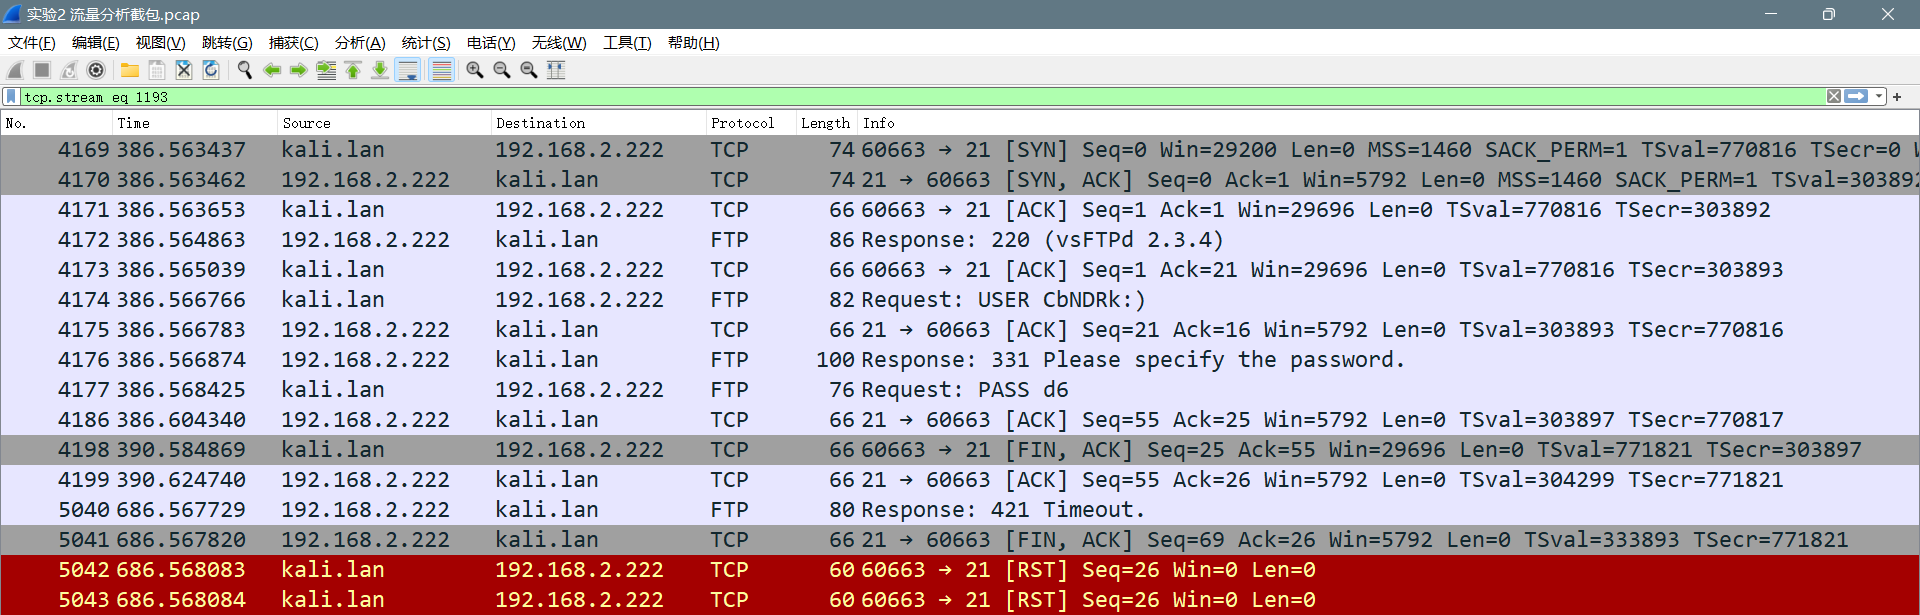 实验2 流量分析截包.pcap
文件(F) 编辑(E) 视图(V) 跳转(G) 捕获(C) 分析(A) 统计(S) 电话(Y) 无线(W) 工具(T) 帮助(H)
tcp.stream eq 1193
No. Time Source Destination Protocol Length Info
4169 386.563437 kali.lan 192.168.2.222 TCP 74 60663 → 21 [SYN] Seq=0 Win=29200 Len=0 MSS=1460 SACK_PERM=1 TSval=770816 TSecr=0
4170 386.563462 192.168.2.222 kali.lan TCP 74 21 → 60663 [SYN, ACK] Seq=0 Ack=1 Win=5792 Len=0 MSS=1460 SACK_PERM=1 TSval=303892
4171 386.563653 kali.lan 192.168.2.222 TCP 66 60663 → 21 [ACK] Seq=1 Ack=1 Win=29696 Len=0 TSval=770816 TSecr=303892
4172 386.564863 192.168.2.222 kali.lan FTP 86 Response: 220 (vsFTPd 2.3.4)
4173 386.565039 kali.lan 192.168.2.222 TCP 66 60663 → 21 [ACK] Seq=1 Ack=21 Win=29696 Len=0 TSval=770816 TSecr=303893
4174 386.566766 kali.lan 192.168.2.222 FTP 82 Request: USER CbNDRk:)
4175 386.566783 192.168.2.222 kali.lan TCP 66 21 → 60663 [ACK] Seq=21 Ack=16 Win=5792 Len=0 TSval=303893 TSecr=770816
4176 386.566874 192.168.2.222 kali.lan FTP 100 Response: 331 Please specify the password.
4177 386.568425 kali.lan 192.168.2.222 FTP 76 Request: PASS d6
4186 386.604340 192.168.2.222 kali.lan TCP 66 21 → 60663 [ACK] Seq=55 Ack=25 Win=5792 Len=0 TSval=303897 TSecr=770817
4198 390.584869 kali.lan 192.168.2.222 TCP 66 60663 → 21 [FIN, ACK] Seq=25 Ack=55 Win=29696 Len=0 TSval=771821 TSecr=303897
4199 390.624740 192.168.2.222 kali.lan TCP 66 21 → 60663 [ACK] Seq=55 Ack=26 Win=5792 Len=0 TSval=304299 TSecr=771821
5040 686.567729 192.168.2.222 kali.lan FTP 80 Response: 421 Timeout.
5041 686.567820 192.168.2.222 kali.lan TCP 66 21 → 60663 [FIN, ACK] Seq=69 Ack=26 Win=5792 Len=0 TSval=333893 TSecr=771821
5042 686.568083 kali.lan 192.168.2.222 TCP 60 60663 → 21 [RST] Seq=26 Win=0 Len=0
5043 686.568084 kali.lan 192.168.2.222 TCP 60 60663 → 21 [RST] Seq=26 Win=0 Len=0